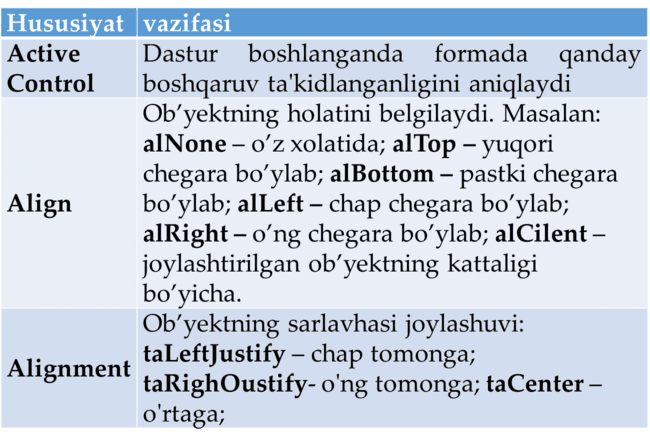 Hususiyat vazifasi
Active Dastur boshlanganda formada qanday
Control boshqaruv ta'kidlanganligini aniqlaydi
Ob’yektning holatini belgilaydi. Masalan:
alNone – o’z xolatida; alTop – yuqori
chegara bo’ylab; alBottom – pastki chegara
Align bo’ylab; alLeft – chap chegara bo’ylab;
alRight – o’ng chegara bo’ylab; alCilent –
joylashtirilgan ob’yektning kattaligi
bo’yicha.
Ob’yektning sarlavhasi joylashuvi:
taLeftJustify – chap tomonga;
Alignment taRighOustify- o'ng tomonga; taCenter –
o'rtaga;